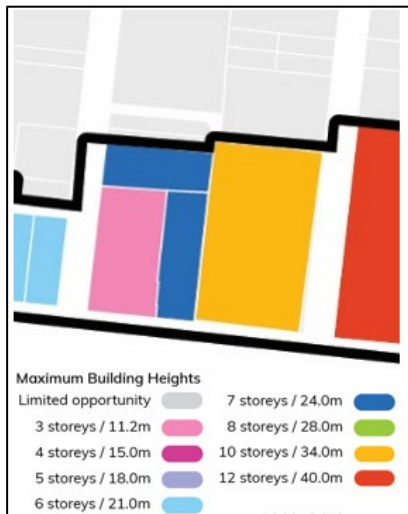 Maximum Building Heights
Limited opportunity
3 storeys / 11.2m
4 storeys / 15.0m
5 storeys / 18.0m
6 storeys / 21.0m
7 storeys / 24.0m
8 storeys / 28.0m
10 storeys / 34.0m
12 storeys / 40.0m